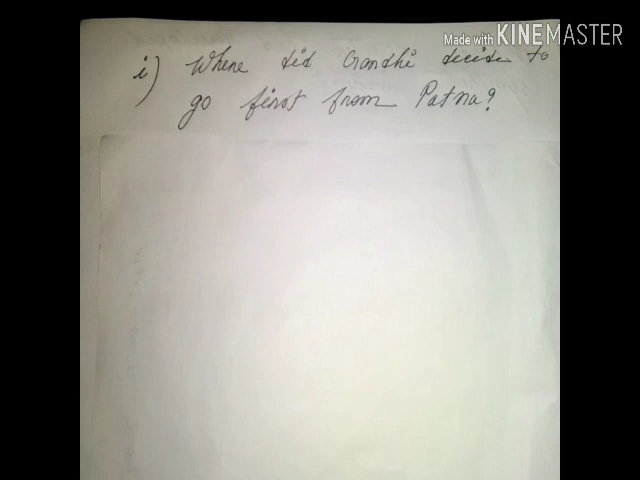 Made with KINEMASTER
i) Where did Gandhi decide to
go first from Patna?